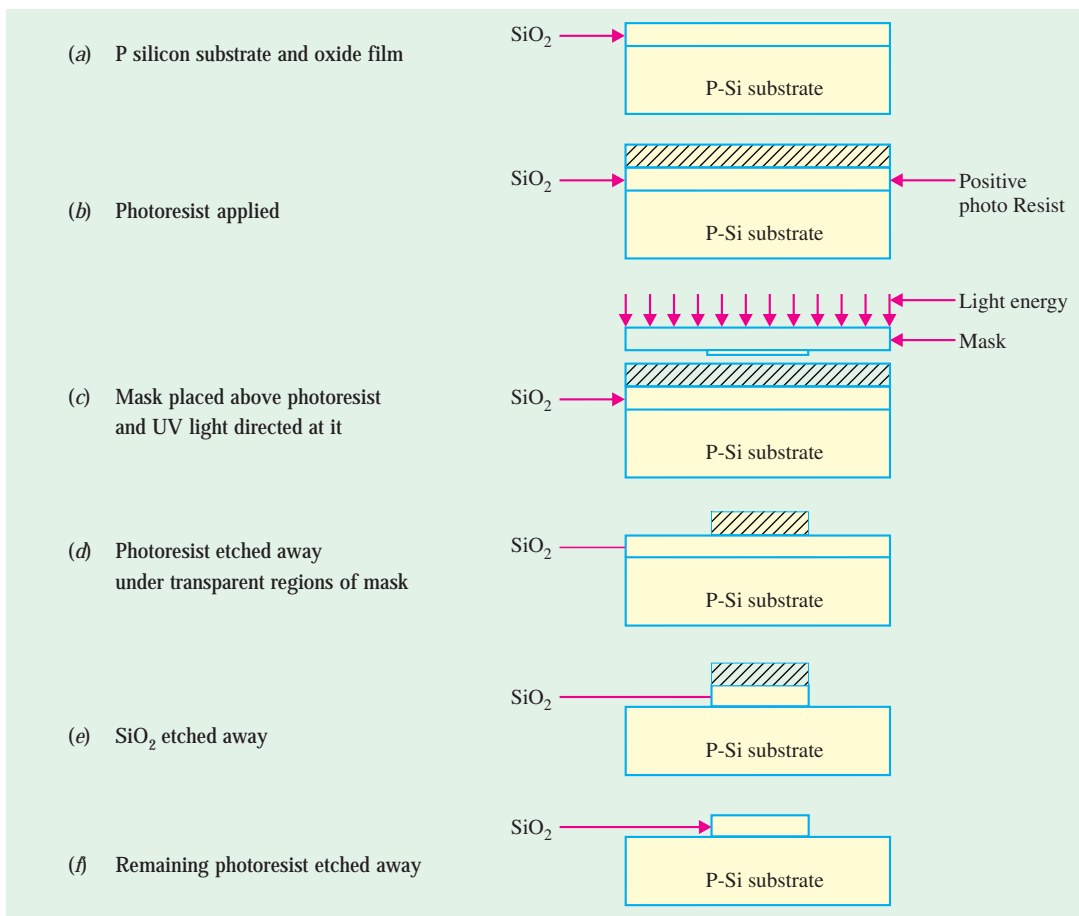 SiO₂
(a) P silicon substrate and oxide film
P-Si substrate
SiO₂
Positive
photo Resist
(b) Photoresist applied
P-Si substrate
Light energy
Mask
(c) Mask placed above photoresist
and UV light directed at it
SiO₂
P-Si substrate
(d) Photoresist etched away
under transparent regions of mask
SiO₂
P-Si substrate
SiO₂
(e) SiO₂ etched away
P-Si substrate
SiO₂
(f) Remaining photoresist etched away
P-Si substrate